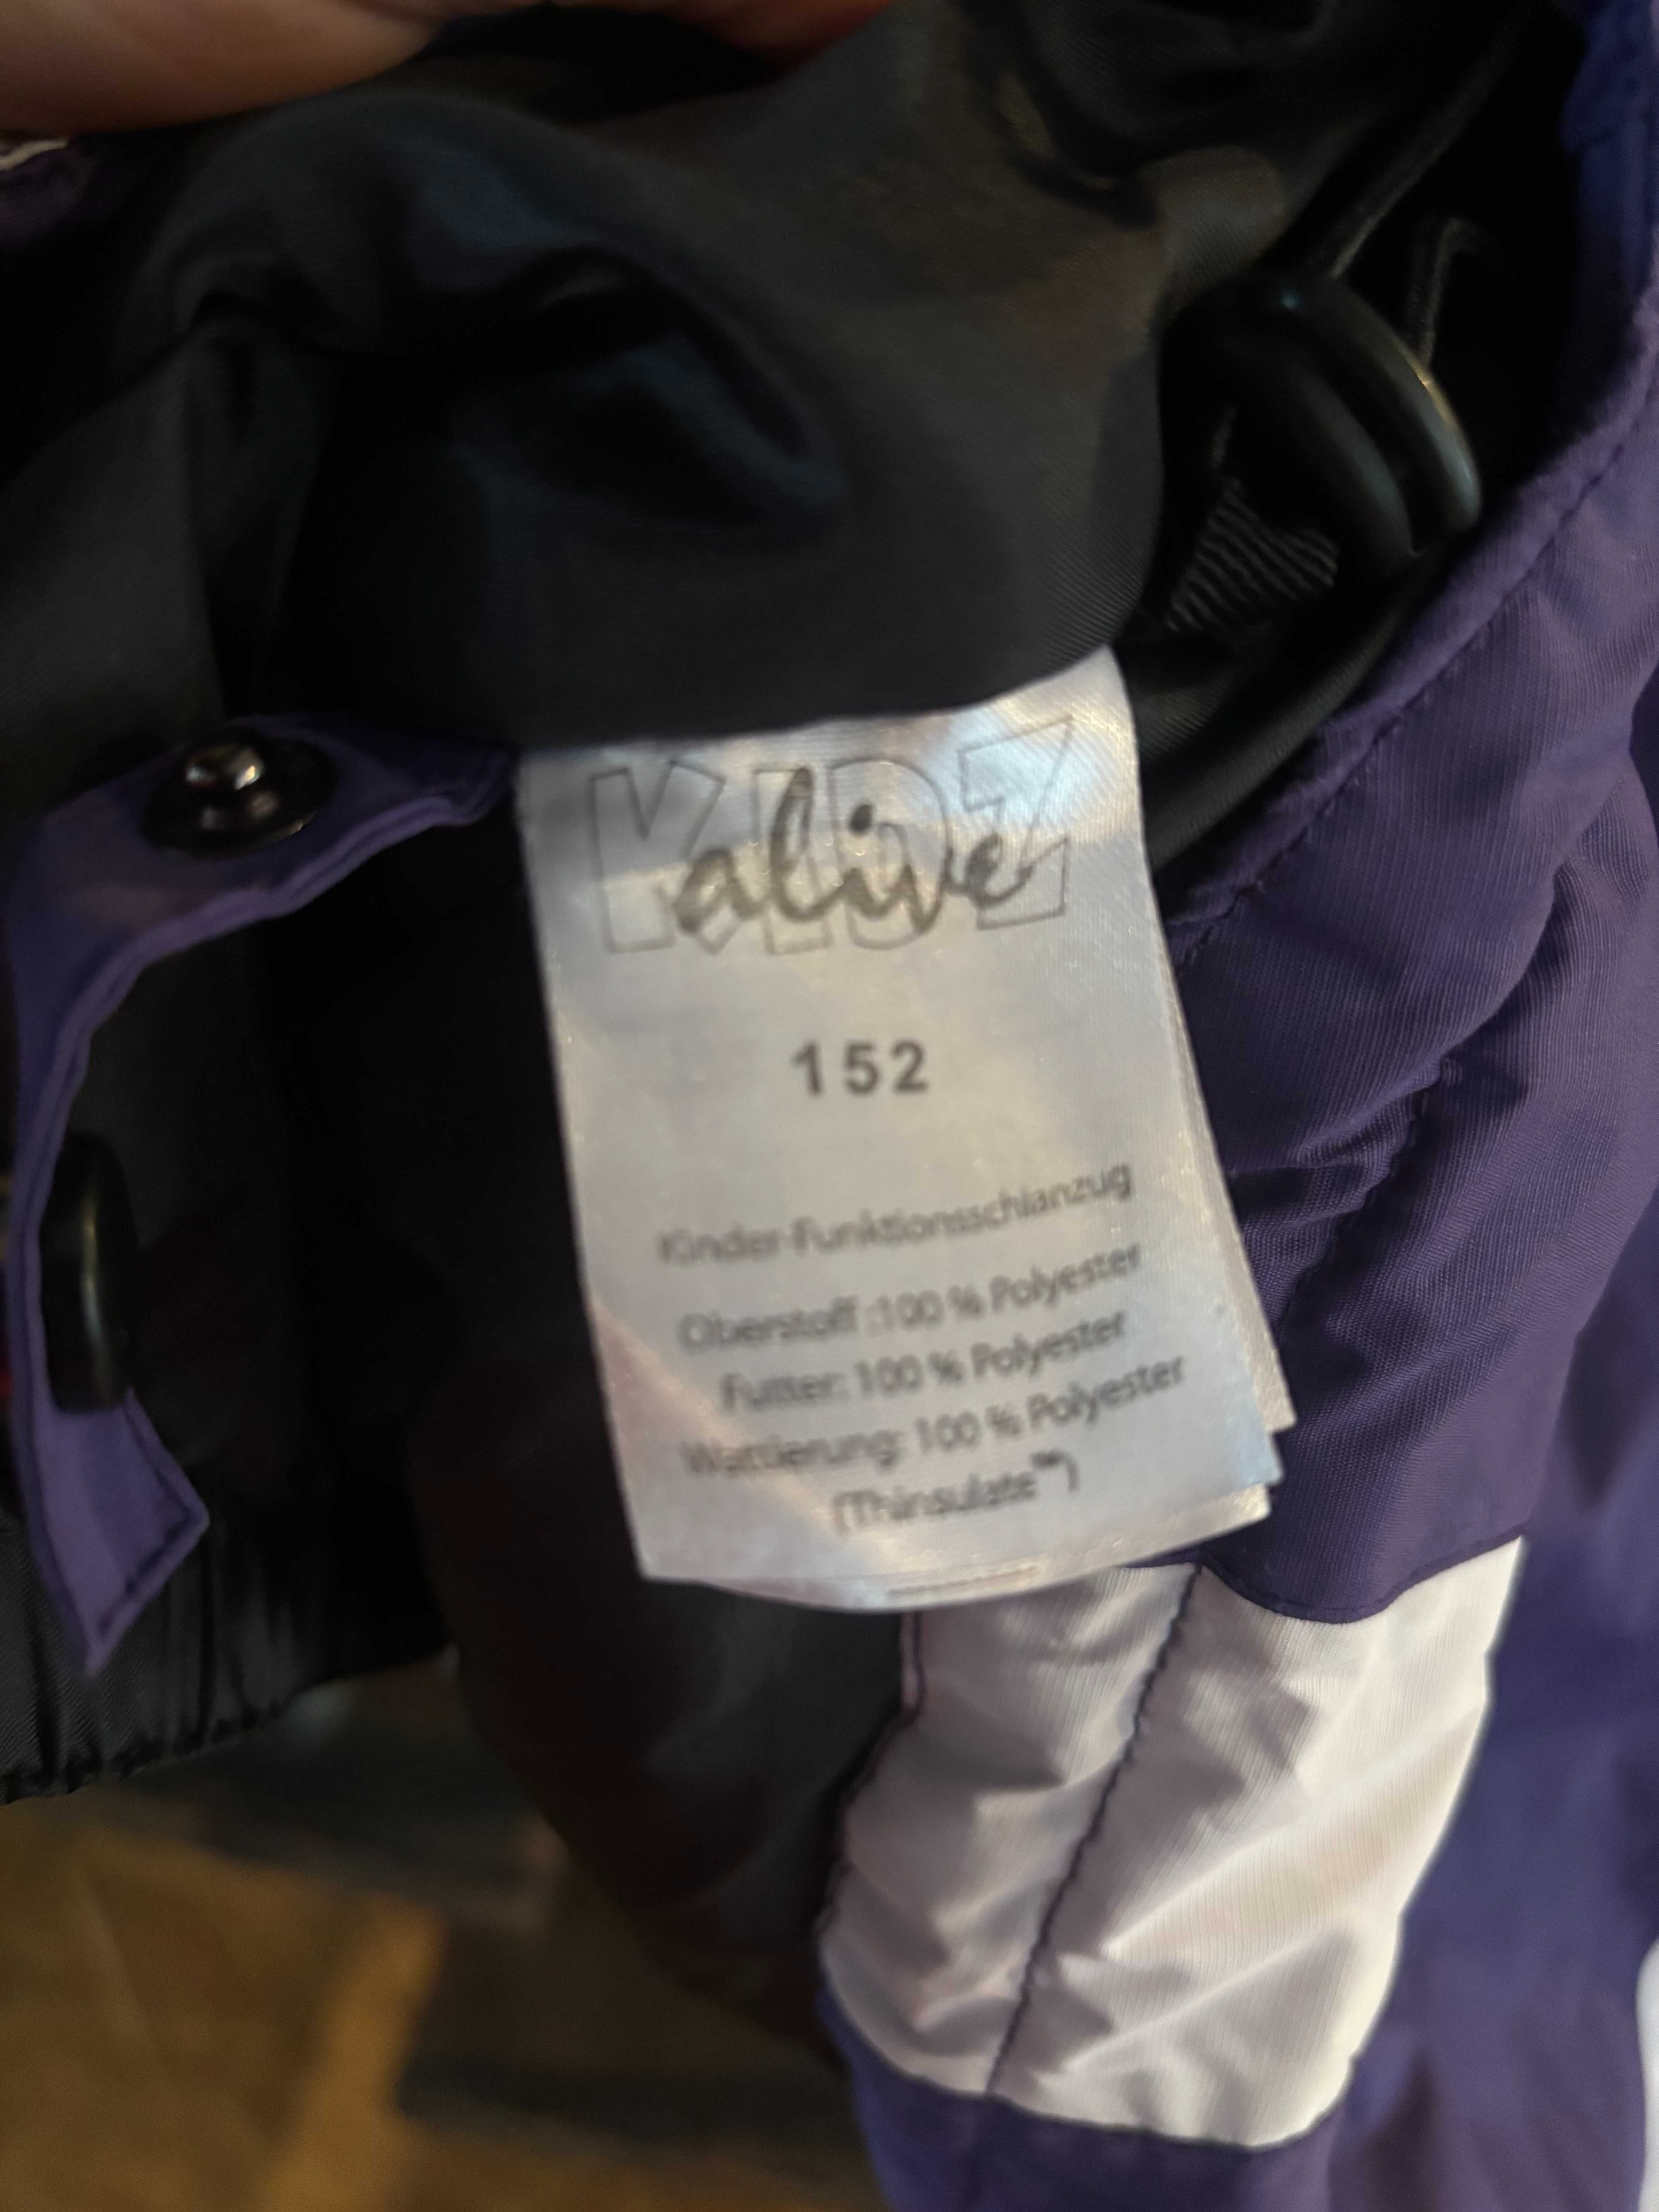 KIDZ
alive
152
Kinder-Funktionsschianzug
Oberstoff :100 % Polyester
Futter: 100 % Polyester
Wattierung: 100 % Polyester
(Thinsulate™)